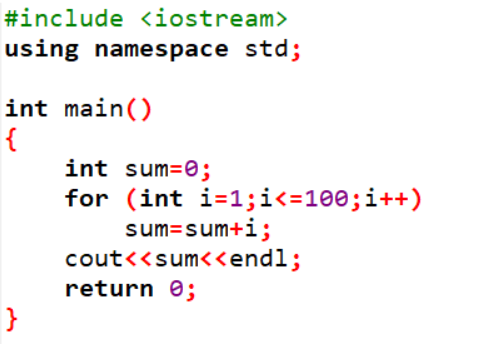 #include <iostream>
using namespace std;

int main()
{
    int sum=0;
    for (int i=1;i<=100;i++)
        sum=sum+i;
    cout<<sum<<endl;
    return 0;
}